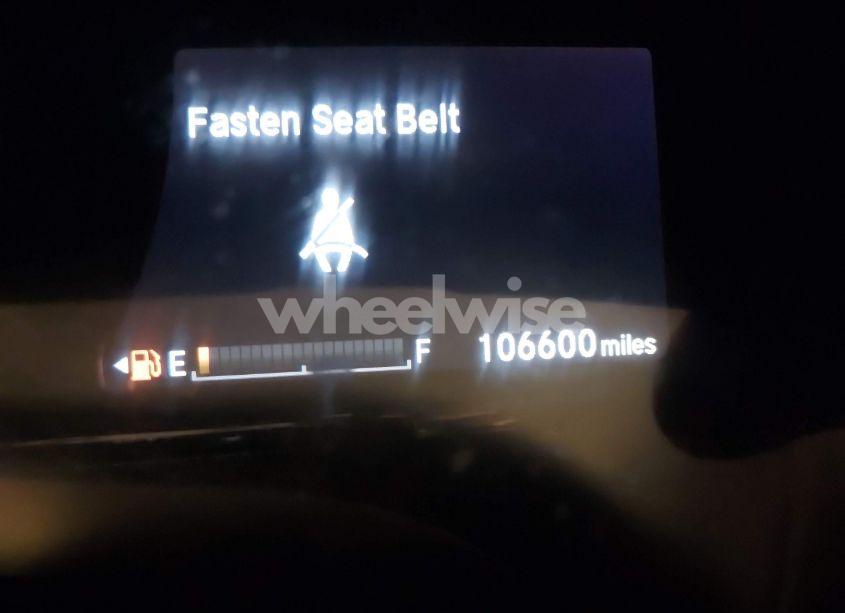 Fasten Seat Belt
wheelwise
E F 106600 miles